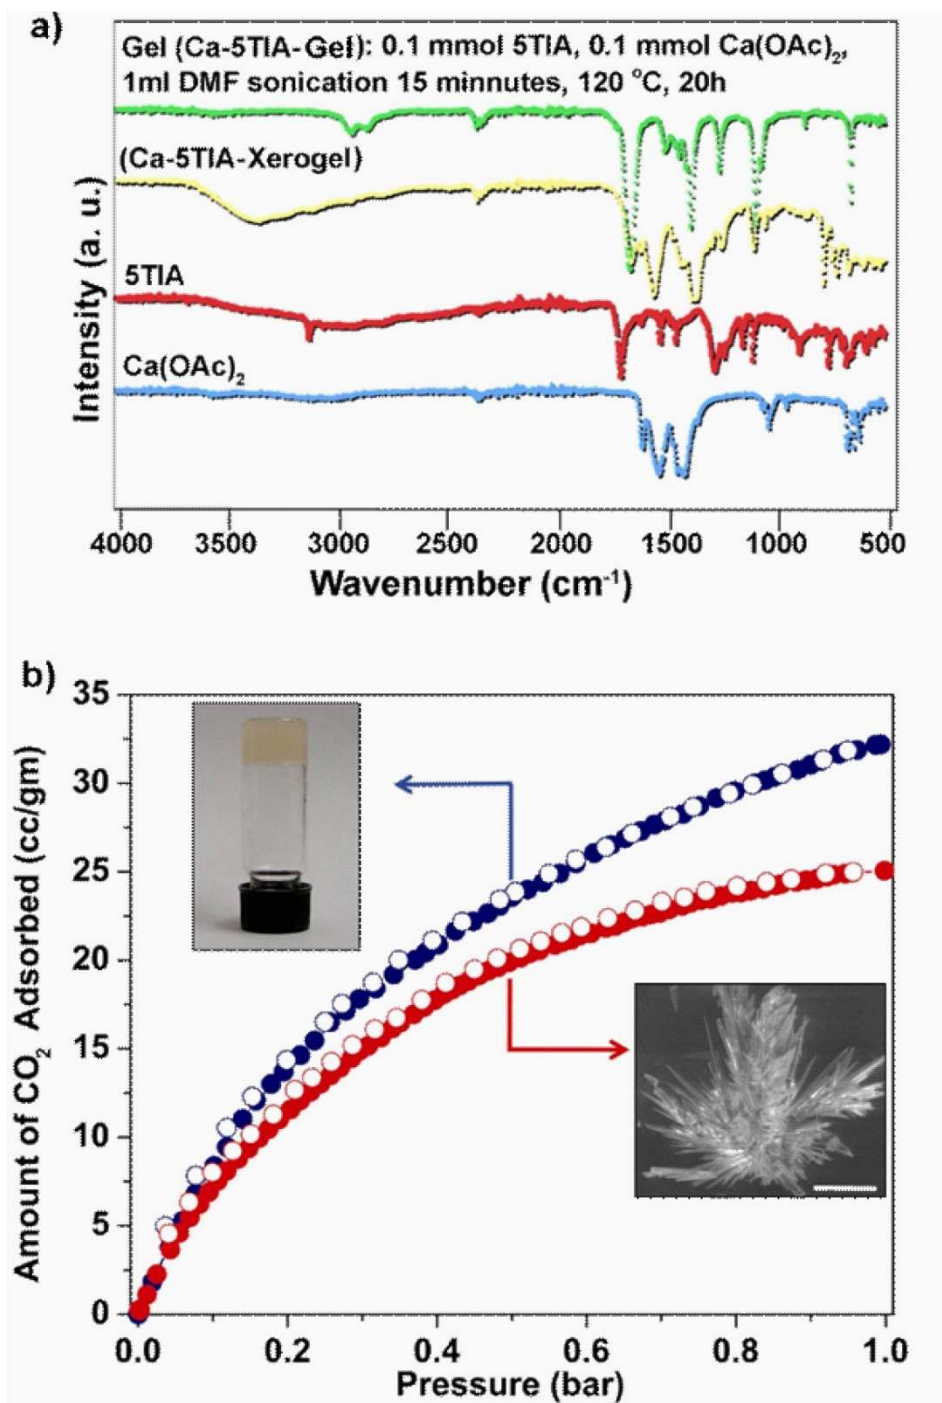 a)
Gel (Ca-5TIA-Gel): 0.1 mmol 5TIA, 0.1 mmol Ca(OAc)₂,
1ml DMF sonication 15 minnutes, 120 °C, 20h
(Ca-5TIA-Xerogel)
5TIA
Ca(OAc)₂
Intensity (a. u.)
4000 3500 3000 2500 2000 1500 1000 500
Wavenumber (cm⁻¹)
b)
35
30
25
20
15
10
5
0
Amount of CO₂ Adsorbed (cc/gm)
0.0 0.2 0.4 0.6 0.8 1.0
Pressure (bar)